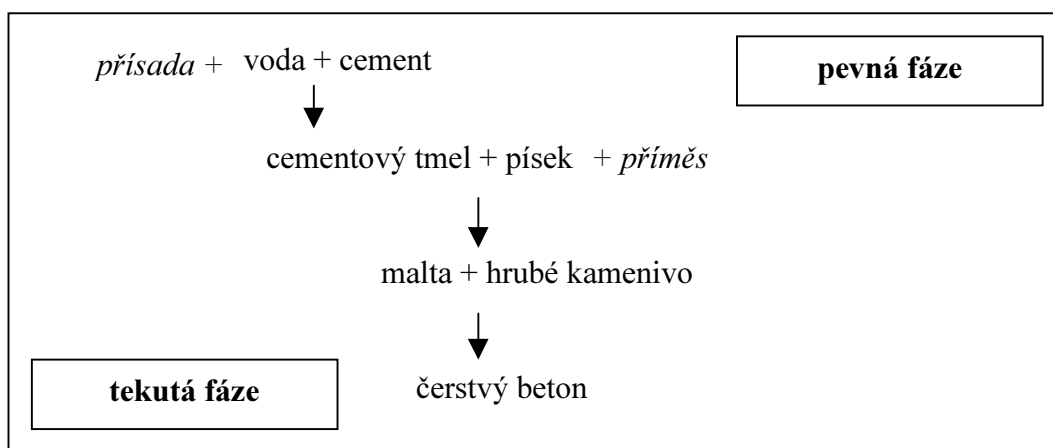 přísada + voda + cement
pevná fáze
cementový tmel + písek + příměs
malta + hrubé kamenivo
čerstvý beton
tekutá fáze